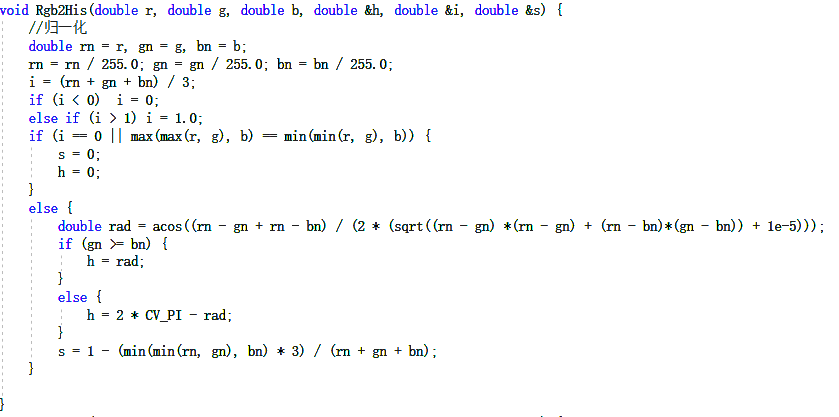 void Rgb2His(double r, double g, double b, double &h, double &i, double &s) {
//归一化
double rn = r, gn = g, bn = b;
rn = rn / 255.0; gn = gn / 255.0; bn = bn / 255.0;
i = (rn + gn + bn) / 3;
if (i < 0)  i = 0;
else if (i > 1) i = 1.0;
if (i == 0 || max(max(r, g), b) == min(min(r, g), b)) {
s = 0;
h = 0;
}
else {
double rad = acos((rn - gn + rn - bn) / (2 * (sqrt((rn - gn) *(rn - gn) + (rn - bn)*(gn - bn)) + 1e-5)));
if (gn >= bn) {
h = rad;
}
else {
h = 2 * CV_PI - rad;
}
s = 1 - (min(min(rn, gn), bn) * 3) / (rn + gn + bn);
}
}